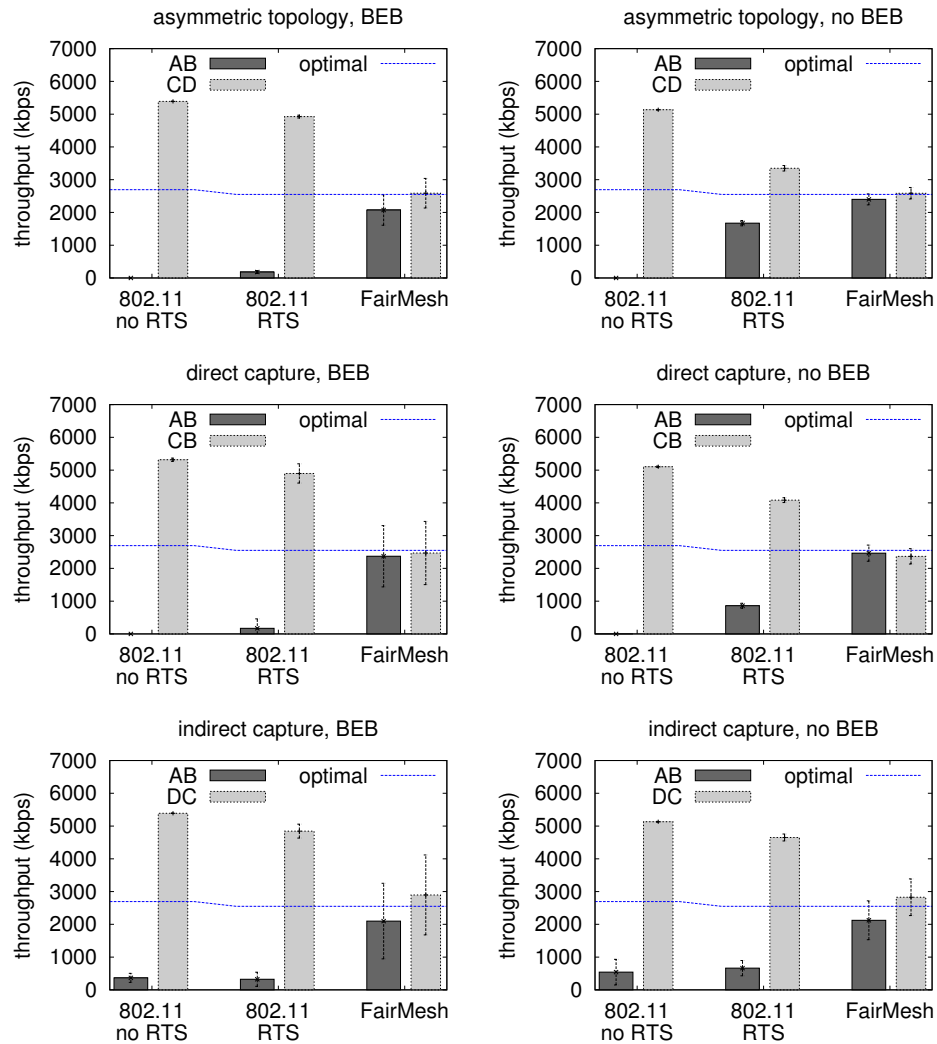 asymmetric topology, BEB
throughput (kbps)
7000
6000
5000
4000
3000
2000
1000
0
AB
CD
optimal
802.11
no RTS
802.11
RTS
FairMesh
asymmetric topology, no BEB
throughput (kbps)
7000
6000
5000
4000
3000
2000
1000
0
AB
CD
optimal
802.11
no RTS
802.11
RTS
FairMesh
direct capture, BEB
throughput (kbps)
7000
6000
5000
4000
3000
2000
1000
0
AB
CB
optimal
802.11
no RTS
802.11
RTS
FairMesh
direct capture, no BEB
throughput (kbps)
7000
6000
5000
4000
3000
2000
1000
0
AB
CB
optimal
802.11
no RTS
802.11
RTS
FairMesh
indirect capture, BEB
throughput (kbps)
7000
6000
5000
4000
3000
2000
1000
0
AB
DC
optimal
802.11
no RTS
802.11
RTS
FairMesh
indirect capture, no BEB
throughput (kbps)
7000
6000
5000
4000
3000
2000
1000
0
AB
DC
optimal
802.11
no RTS
802.11
RTS
FairMesh